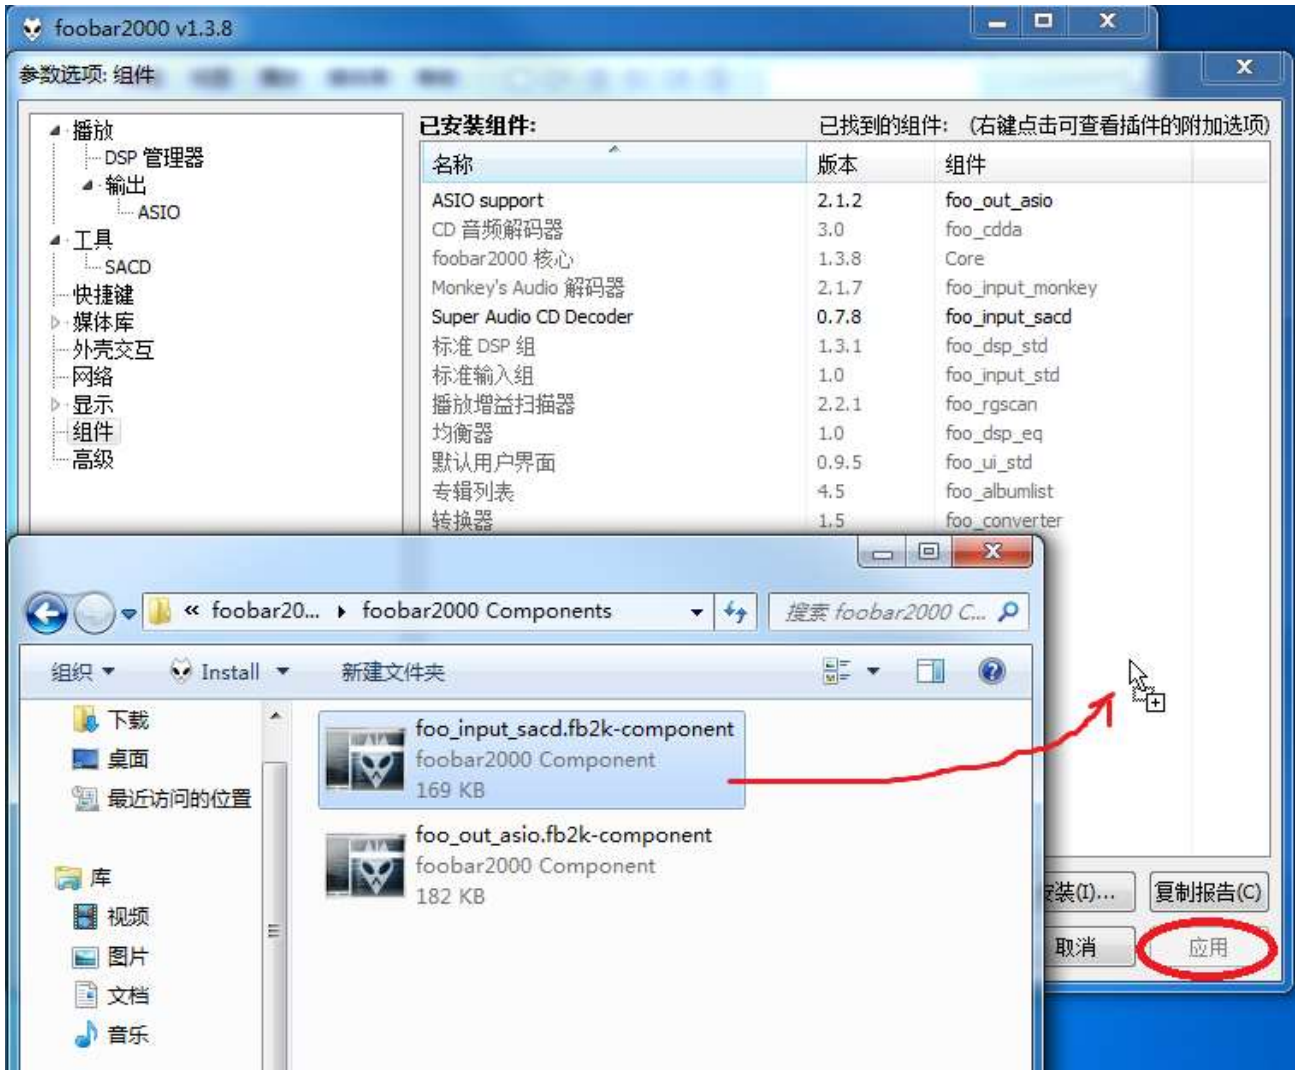 foobar2000 v1.3.8
参数选项: 组件
播放
DSP 管理器
输出
ASIO
工具
SACD
快捷键
媒体库
外壳交互
网络
显示
组件
高级
已安装组件: 已找到的组件: (右键点击可查看插件的附加选项)
名称 版本 组件
ASIO support 2.1.2 foo_out_asio
CD 音频解码器 3.0 foo_cdda
foobar2000 核心 1.3.8 Core
Monkey's Audio 解码器 2.1.7 foo_input_monkey
Super Audio CD Decoder 0.7.8 foo_input_sacd
标准 DSP 组 1.3.1 foo_dsp_std
标准输入组 1.0 foo_input_std
播放增益扫描器 2.2.1 foo_rgscan
均衡器 1.0 foo_dsp_eq
默认用户界面 0.9.5 foo_ui_std
专辑列表 4.5 foo_albumlist
转换器 1.5 foo_converter
« foobar20... foobar2000 Components
搜索 foobar2000 C...
组织 Install 新建文件夹
下载
桌面
最近访问的位置
库
视频
图片
文档
音乐
foo_input_sacd.fb2k-component
foobar2000 Component
169 KB
foo_out_asio.fb2k-component
foobar2000 Component
182 KB
装(I)... 复制报告(C)
取消 应用